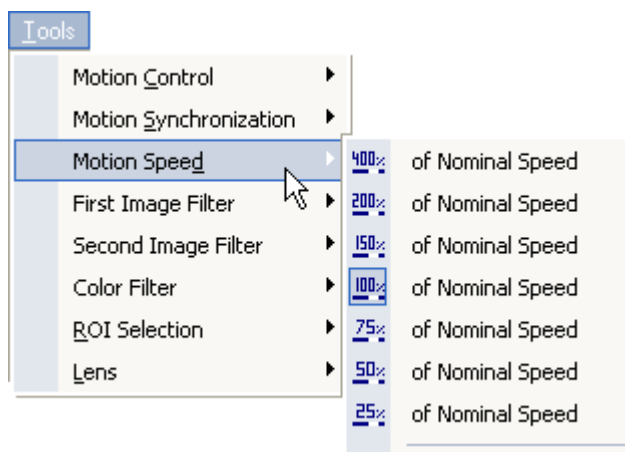 Tools
Motion Control
Motion Synchronization
Motion Speed
First Image Filter
Second Image Filter
Color Filter
ROI Selection
Lens
400% of Nominal Speed
200% of Nominal Speed
150% of Nominal Speed
100% of Nominal Speed
75% of Nominal Speed
50% of Nominal Speed
25% of Nominal Speed